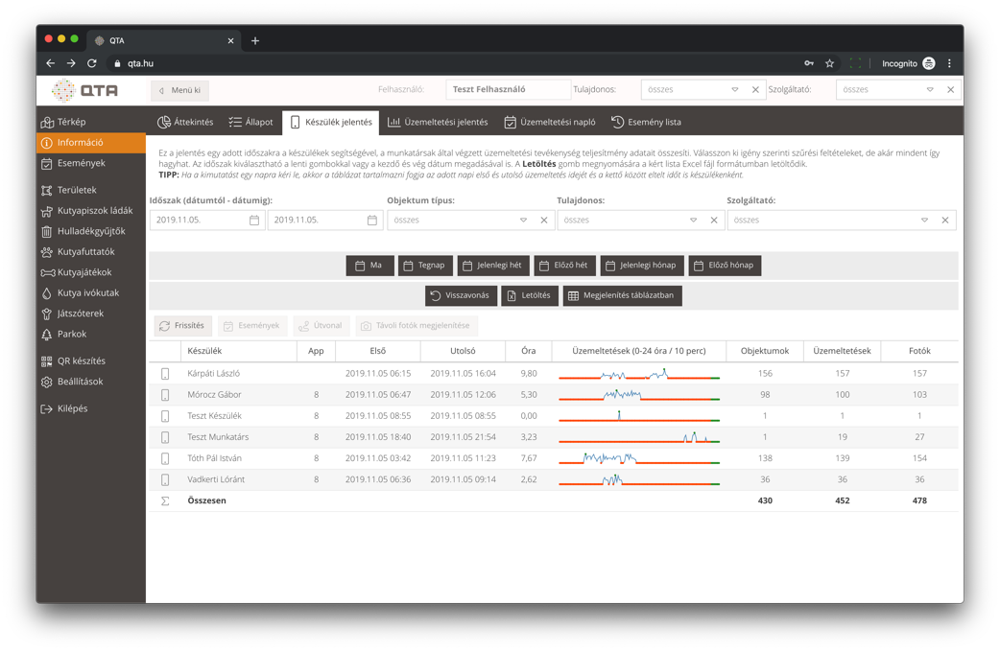 QTA
qta.hu
Incognito
QTA
Menü ki
Felhasználó: Teszt Felhasználó Tulajdonos: összes Szolgáltató: összes
Térkép
Információ
Események
Területek
Kutyapiszok ládák
Hulladékgyűjtők
Kutyafuttatók
Kutyajátékok
Kutya ivókutak
Játszóterek
Parkok
QR készítés
Beállítások
Kilépés
Áttekintés Állapot Készülék jelentés Üzemeltetési jelentés Üzemeltetési napló Esemény lista
Ez a jelentés egy adott időszakra a készülékek segítségével, a munkatársak által végzett üzemeltetési tevékenység teljesítmény adatait összesíti. Válasszon ki igény szerinti szűrési feltételeket, de akár mindent így
hagyhat. Az időszak kiválasztható a lenti gombokkal vagy a kezdő és vég dátum megadásával is. A Letöltés gomb megnyomására a kért lista Excel fájl formátumban letöltődik.
TIPP: Ha a kimutatást egy napra kéri le, akkor a táblázat tartalmazni fogja az adott napi első és utolsó üzemeltetés idejét és a kettő között eltelt időt is készülékenként.
Időszak (dátumtól - dátumig): Objektum típus: Tulajdonos: Szolgáltató:
2019.11.05. 2019.11.05. összes összes összes
Ma Tegnap Jelenlegi hét Előző hét Jelenlegi hónap Előző hónap
Visszavonás Letöltés Megjelenítés táblázatban
Frissítés Események Útvonal Távoli fotók megjelenítése
Készülék App Első Utolsó Óra Üzemeltetések (0-24 óra / 10 perc) Objektumok Üzemeltetések Fotók
Kárpáti László 2019.11.05 06:15 2019.11.05 16:04 9,80 156 157 157
Mórocz Gábor 8 2019.11.05 06:47 2019.11.05 12:06 5,30 98 100 103
Teszt Készülék 8 2019.11.05 08:55 2019.11.05 08:55 0,00 1 1 1
Teszt Munkatárs 8 2019.11.05 18:40 2019.11.05 21:54 3,23 1 19 27
Tóth Pál István 8 2019.11.05 03:42 2019.11.05 11:23 7,67 138 139 154
Vadkerti Lóránt 8 2019.11.05 06:36 2019.11.05 09:14 2,62 36 36 36
Σ Összesen 430 452 478